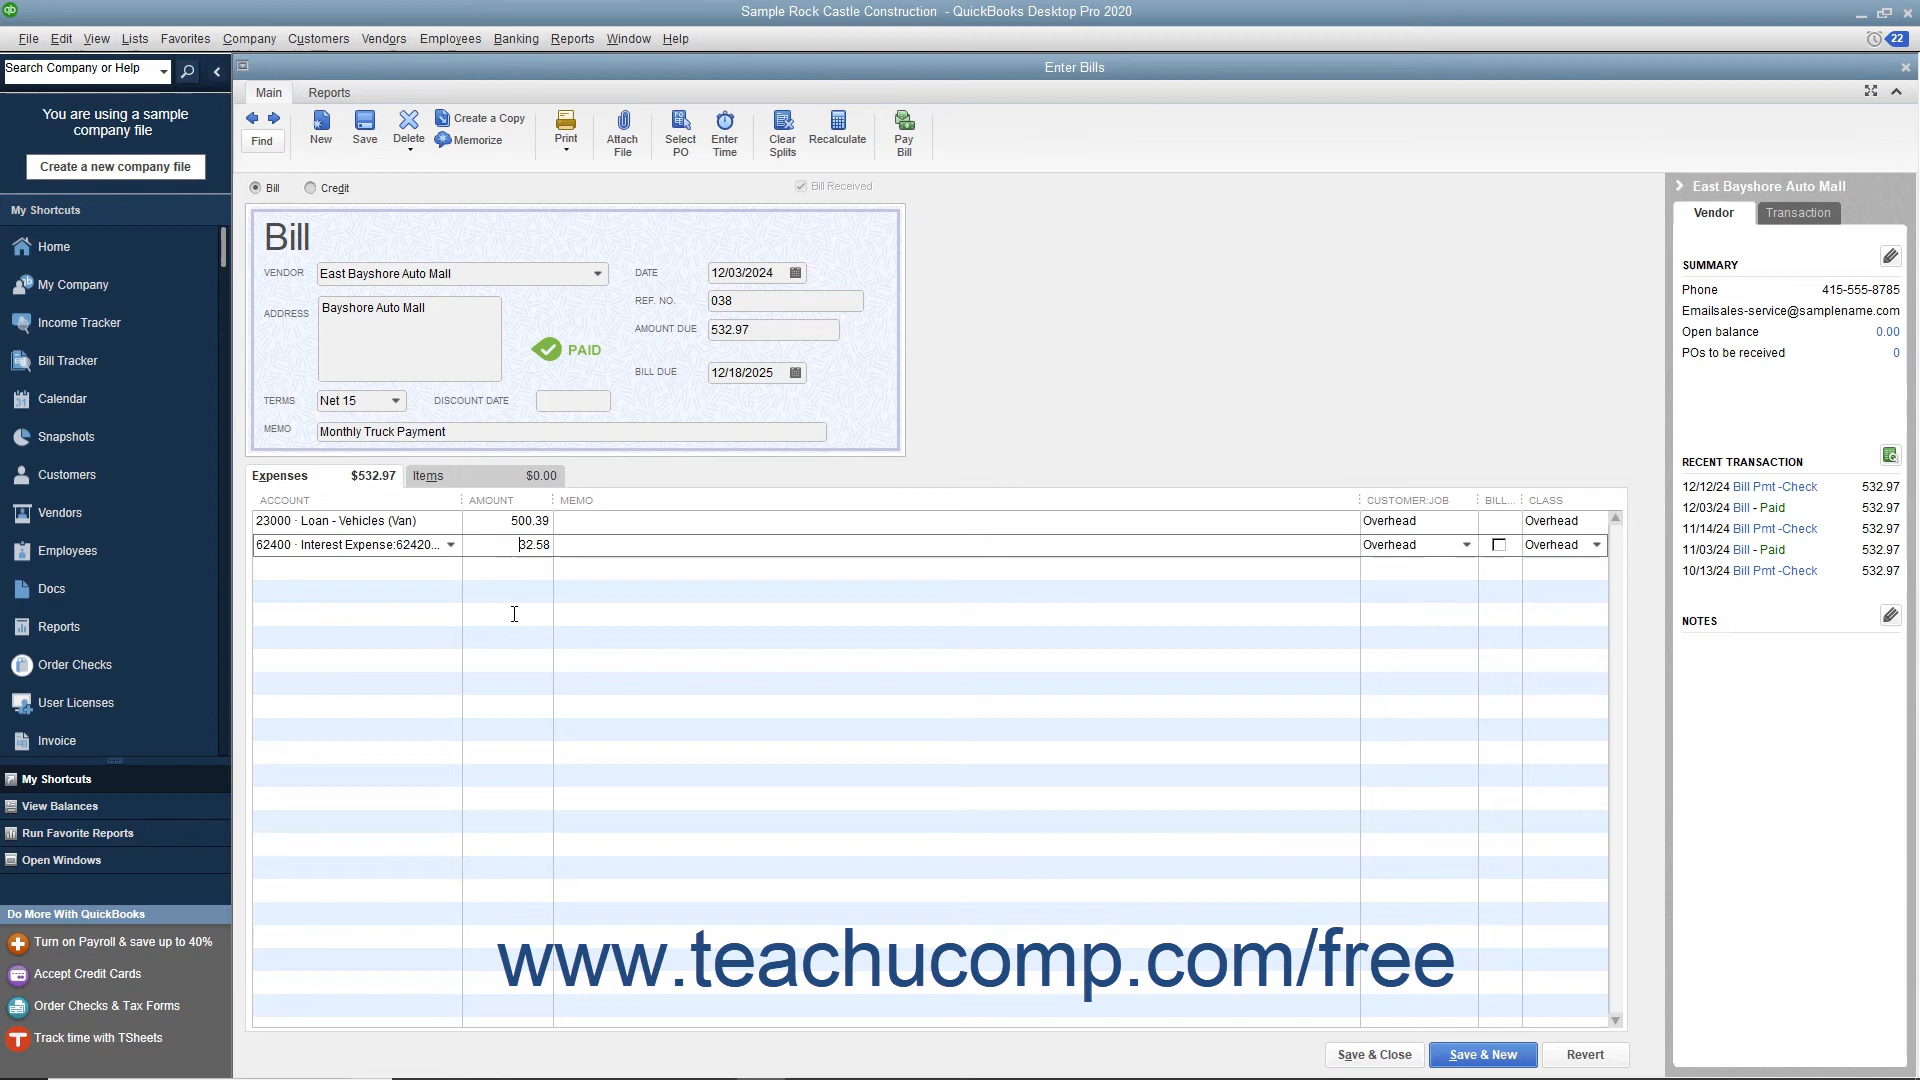 Sample Rock Castle Construction - QuickBooks Desktop Pro 2020
File Edit View Lists Favorites Company Customers Vendors Employees Banking Reports Window Help
22
Search Company or Help
Enter Bills
You are using a sample
company file
Create a new company file
Main Reports
Find
New
Save
Delete
Create a Copy
Memorize
Print
Attach
File
Select
PO
Enter
Time
Clear
Splits
Recalculate
Pay
Bill
Bill Credit
Bill Received
My Shortcuts
Home
My Company
Income Tracker
Bill Tracker
Calendar
Snapshots
Customers
Vendors
Employees
Docs
Reports
Order Checks
User Licenses
Invoice
My Shortcuts
View Balances
Run Favorite Reports
Open Windows
Do More With QuickBooks
Turn on Payroll & save up to 40%
Accept Credit Cards
Order Checks & Tax Forms
Track time with TSheets
Bill
VENDOR East Bayshore Auto Mall
DATE 12/03/2024
ADDRESS Bayshore Auto Mall
REF. NO. 038
AMOUNT DUE 532.97
PAID
BILL DUE 12/18/2025
TERMS Net 15 DISCOUNT DATE
MEMO Monthly Truck Payment
Expenses $532.97 Items $0.00
ACCOUNT AMOUNT MEMO CUSTOMER:JOB BILL... CLASS
23000 · Loan - Vehicles (Van) 500.39 Overhead Overhead
62400 · Interest Expense:62420... 32.58 Overhead Overhead
www.teachucomp.com/free
Save & Close Save & New Revert
East Bayshore Auto Mall
Vendor Transaction
SUMMARY
Phone 415-555-8785
Emailsales-service@samplename.com
Open balance 0.00
POs to be received 0
RECENT TRANSACTION
12/12/24 Bill Pmt -Check 532.97
12/03/24 Bill - Paid 532.97
11/14/24 Bill Pmt -Check 532.97
11/03/24 Bill - Paid 532.97
10/13/24 Bill Pmt -Check 532.97
NOTES